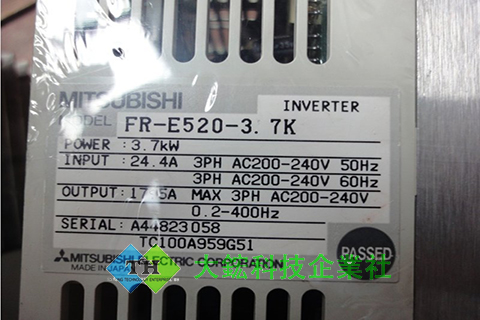 MITSUBISHI INVERTER
MODEL FR-E520-3.7K
POWER : 3.7kW
INPUT : 24.4A 3PH AC200-240V 50Hz
3PH AC200-240V 60Hz
OUTPUT: 17.5A MAX 3PH AC200-240V
0.2-400Hz
SERIAL: A44823058
TC100A959G51
PASSED
MITSUBISHI ELECTRIC CORPORATION
MADE IN JAPAN
TH
大鋐科技企業社